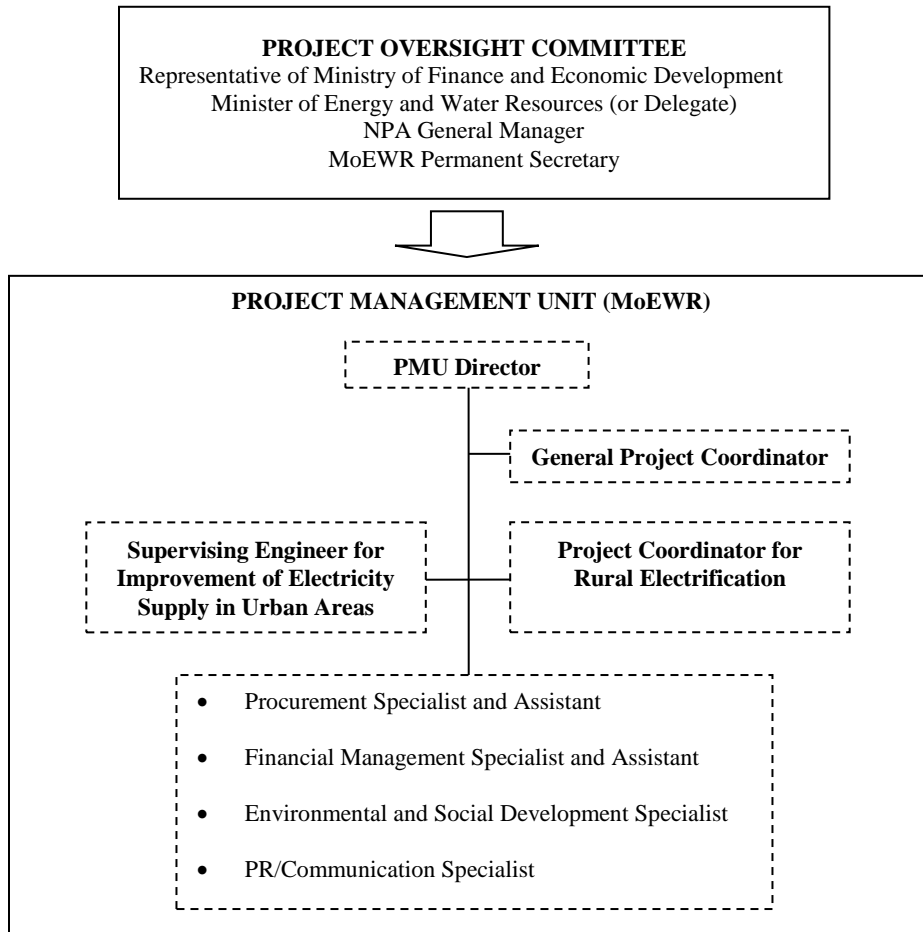 PROJECT OVERSIGHT COMMITTEE
Representative of Ministry of Finance and Economic Development
Minister of Energy and Water Resources (or Delegate)
NPA General Manager
MoEWR Permanent Secretary
PROJECT MANAGEMENT UNIT (MoEWR)
PMU Director
General Project Coordinator
Supervising Engineer for
Improvement of Electricity
Supply in Urban Areas
Project Coordinator for
Rural Electrification
• Procurement Specialist and Assistant
• Financial Management Specialist and Assistant
• Environmental and Social Development Specialist
• PR/Communication Specialist